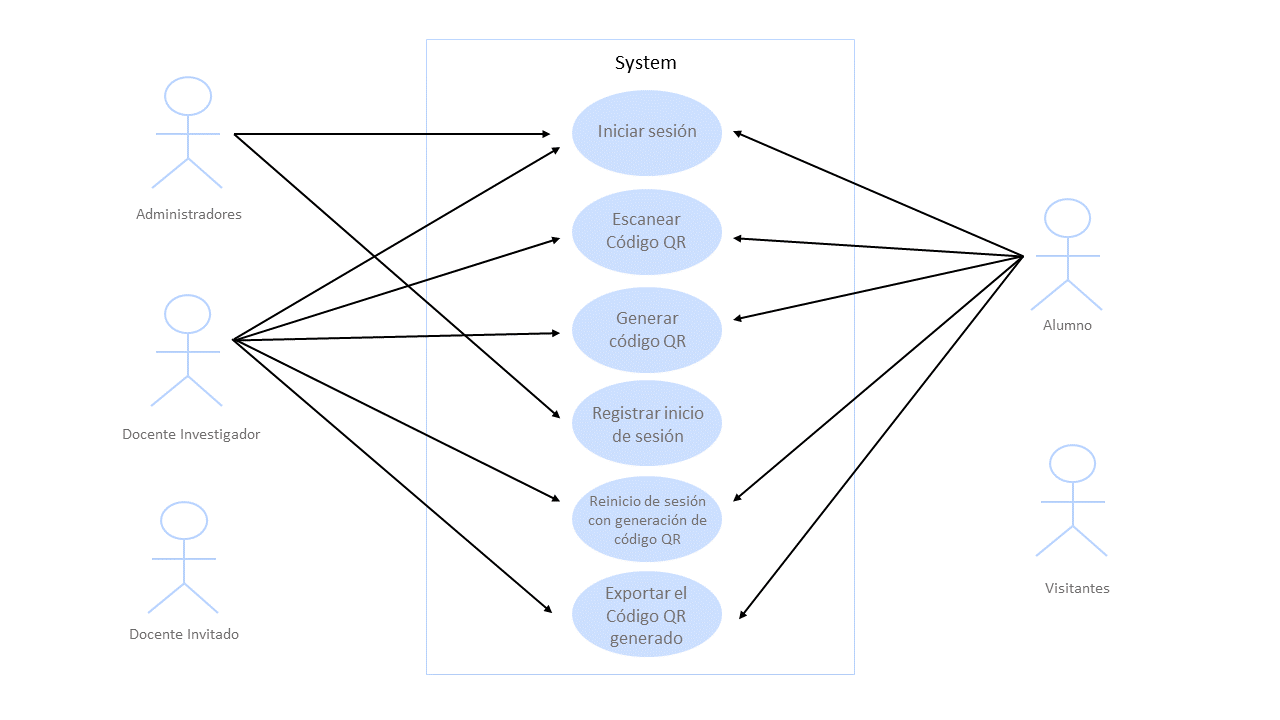 System
Iniciar sesión
Escanear
Código QR
Generar
código QR
Registrar inicio
de sesión
Reinicio de sesión
con generación de
código QR
Exportar el
Código QR
generado
Administradores
Docente Investigador
Docente Invitado
Alumno
Visitantes